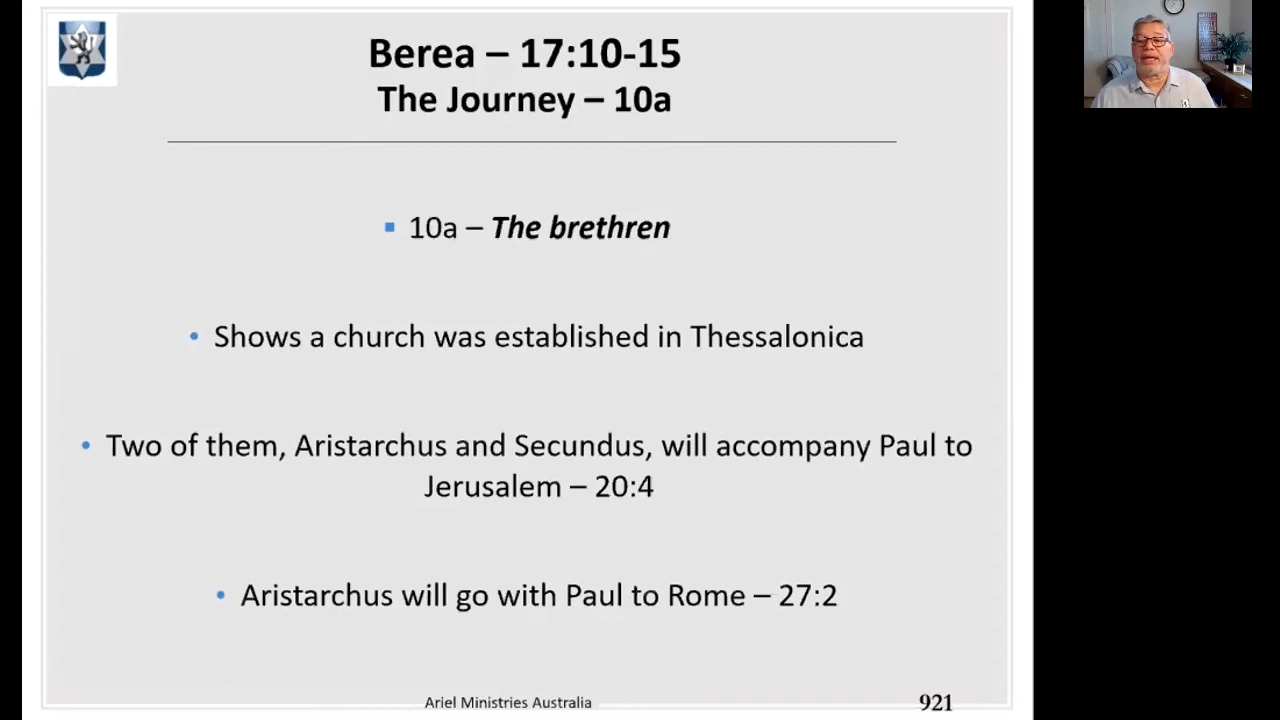 Berea – 17:10-15
The Journey – 10a
▪ 10a – The brethren
• Shows a church was established in Thessalonica
• Two of them, Aristarchus and Secundus, will accompany Paul to
Jerusalem – 20:4
• Aristarchus will go with Paul to Rome – 27:2
Ariel Ministries Australia
921